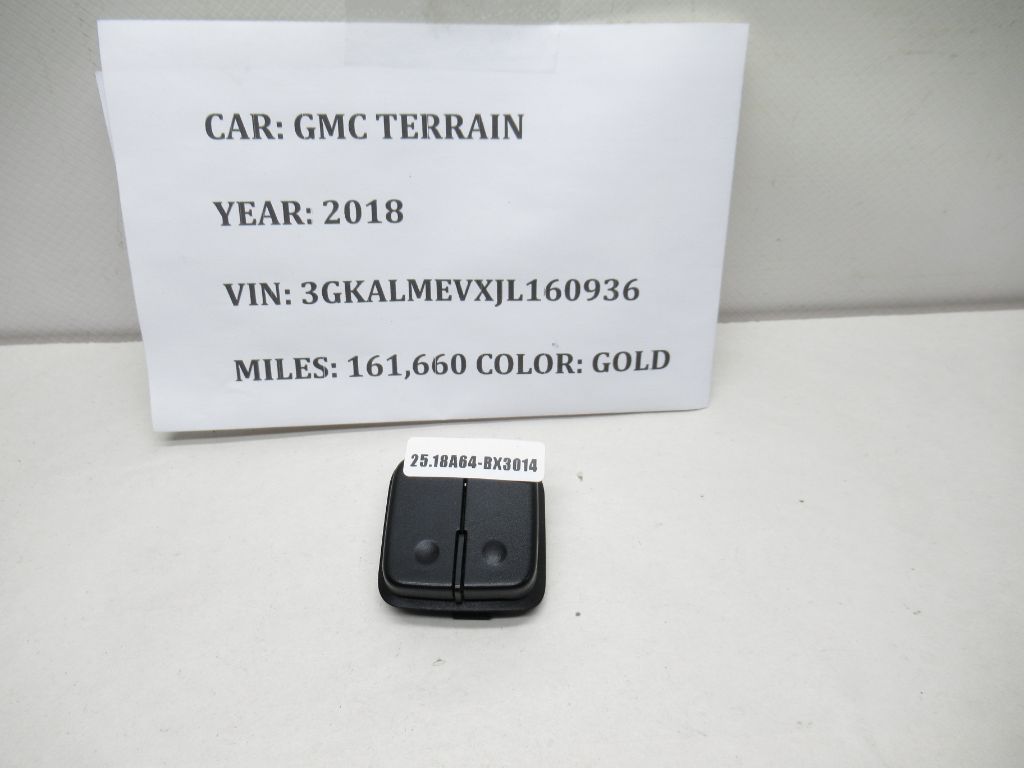 CAR: GMC TERRAIN
YEAR: 2018
VIN: 3GKALMEVXJL160936
MILES: 161,660 COLOR: GOLD
25.18A64-BX3014